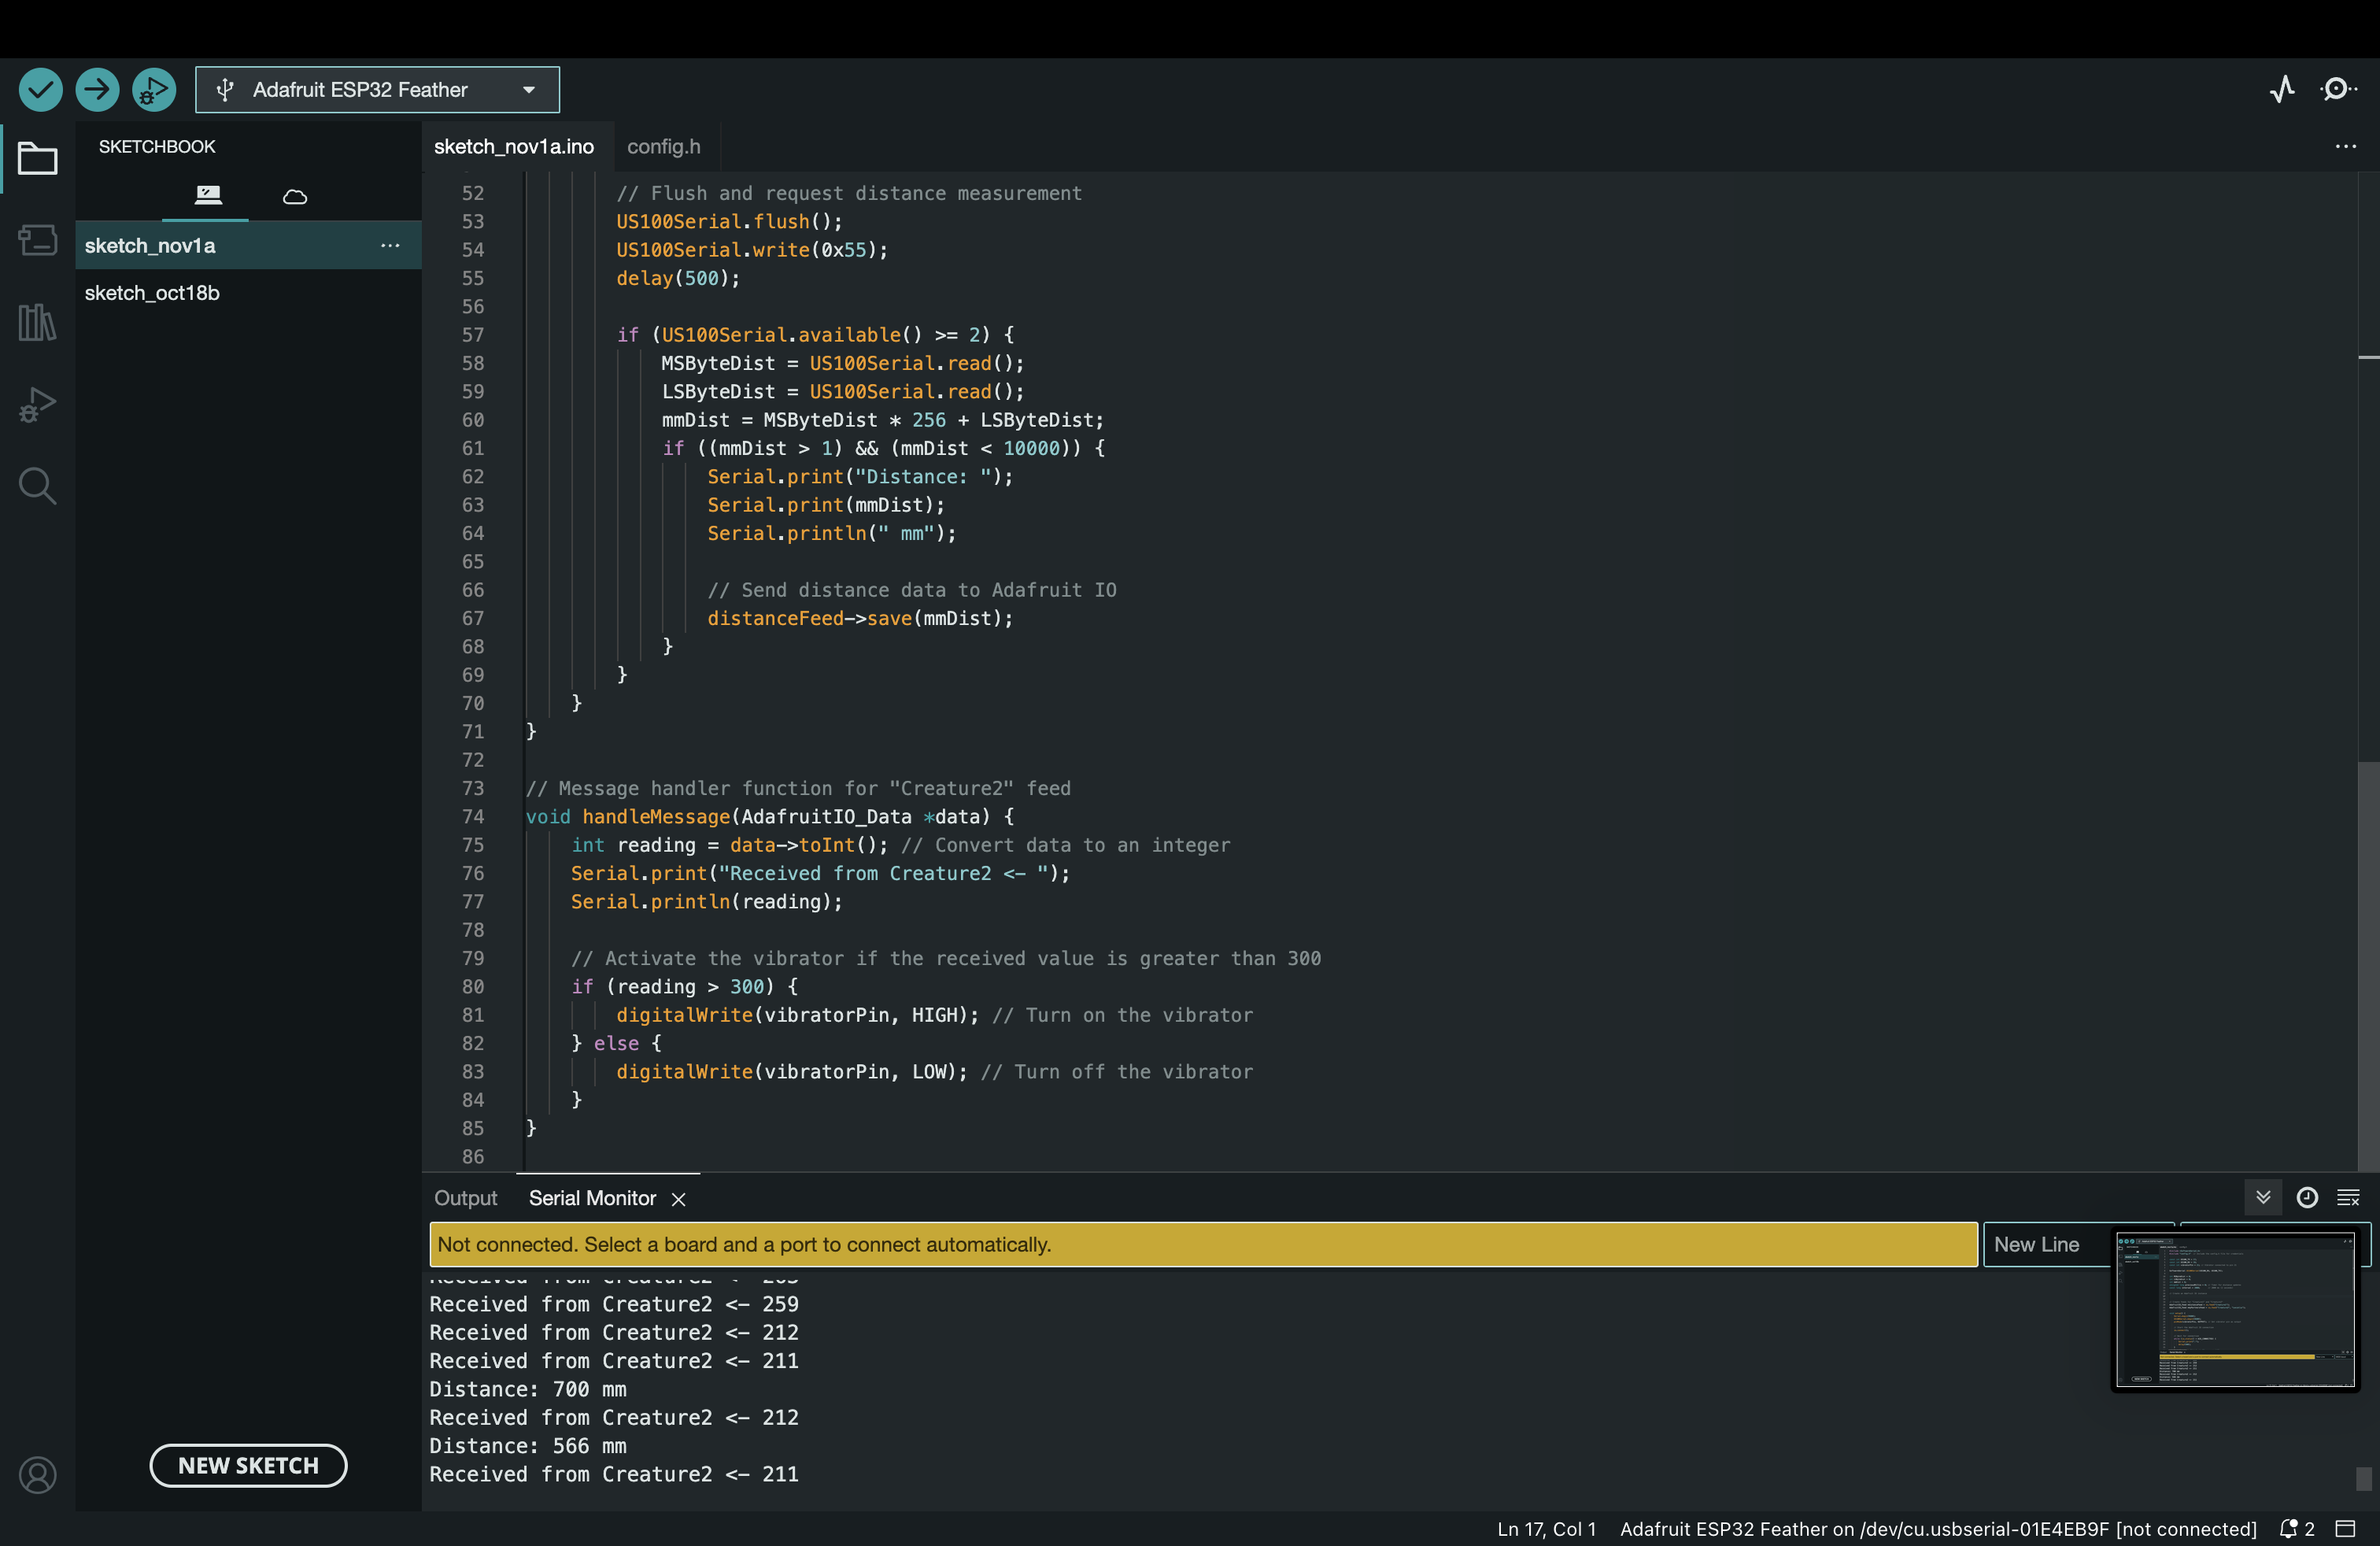 Adafruit ESP32 Feather
SKETCHBOOK
sketch_nov1a
sketch_oct18b
NEW SKETCH
sketch_nov1a.ino config.h
52 // Flush and request distance measurement
53 US100Serial.flush();
54 US100Serial.write(0x55);
55 delay(500);
56
57 if (US100Serial.available() >= 2) {
58 MSByteDist = US100Serial.read();
59 LSByteDist = US100Serial.read();
60 mmDist = MSByteDist * 256 + LSByteDist;
61 if ((mmDist > 1) && (mmDist < 10000)) {
62 Serial.print("Distance: ");
63 Serial.print(mmDist);
64 Serial.println(" mm");
65
66 // Send distance data to Adafruit IO
67 distanceFeed->save(mmDist);
68 }
69 }
70 }
71 }
72
73 // Message handler function for "Creature2" feed
74 void handleMessage(AdafruitIO_Data *data) {
75 int reading = data->toInt(); // Convert data to an integer
76 Serial.print("Received from Creature2 <- ");
77 Serial.println(reading);
78
79 // Activate the vibrator if the received value is greater than 300
80 if (reading > 300) {
81 digitalWrite(vibratorPin, HIGH); // Turn on the vibrator
82 } else {
83 digitalWrite(vibratorPin, LOW); // Turn off the vibrator
84 }
85 }
86
Output Serial Monitor
Not connected. Select a board and a port to connect automatically.
New Line
Received from Creature2 <-
Received from Creature2 <- 259
Received from Creature2 <- 212
Received from Creature2 <- 211
Distance: 700 mm
Received from Creature2 <- 212
Distance: 566 mm
Received from Creature2 <- 211
Ln 17, Col 1 Adafruit ESP32 Feather on /dev/cu.usbserial-01E4EB9F [not connected] 2